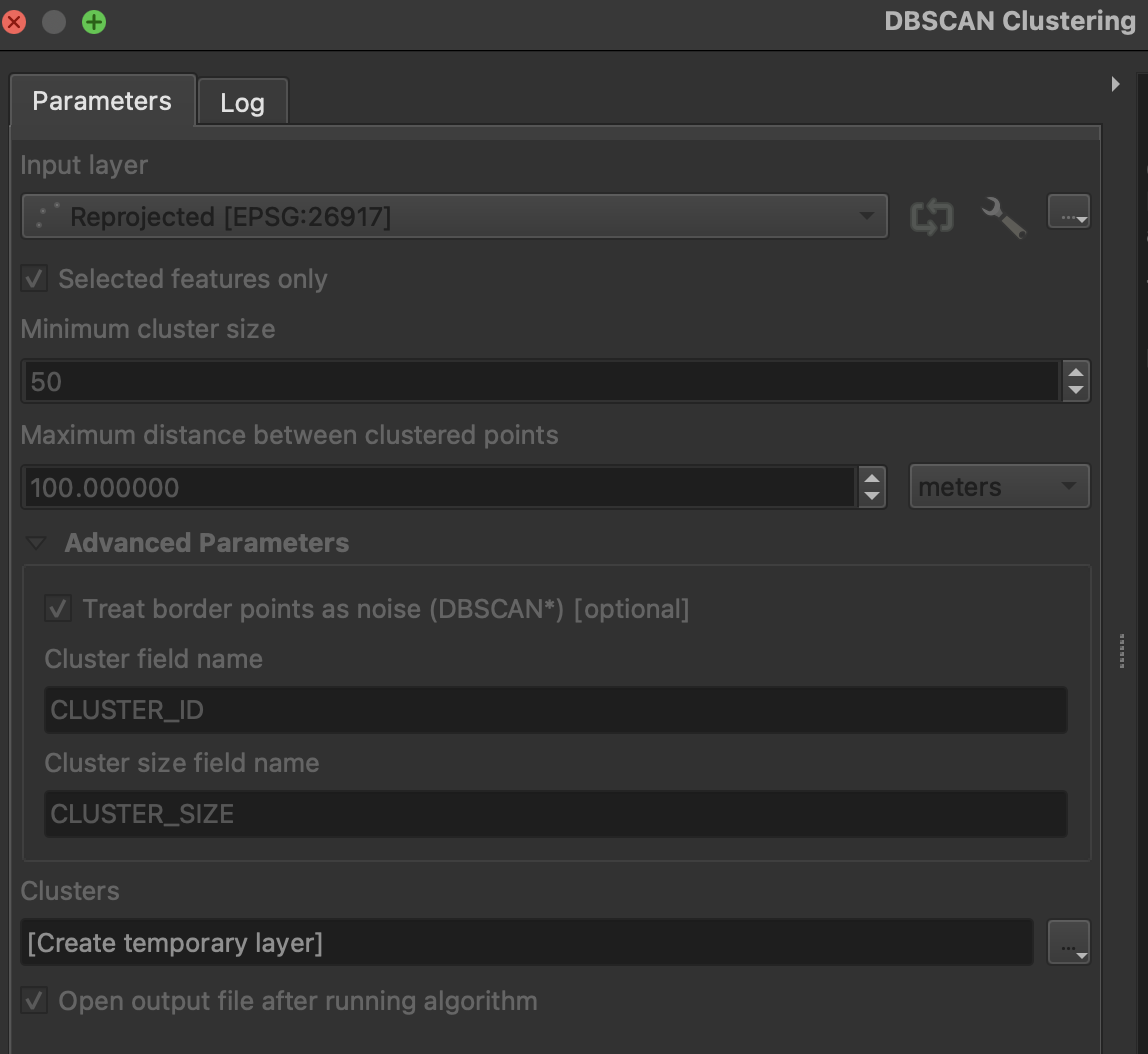 DBSCAN Clustering
Parameters
Log
Input layer
Reprojected [EPSG:26917]
...
Selected features only
Minimum cluster size
50
Maximum distance between clustered points
100.000000
meters
Advanced Parameters
Treat border points as noise (DBSCAN*) [optional]
Cluster field name
CLUSTER_ID
Cluster size field name
CLUSTER_SIZE
Clusters
[Create temporary layer]
...
Open output file after running algorithm